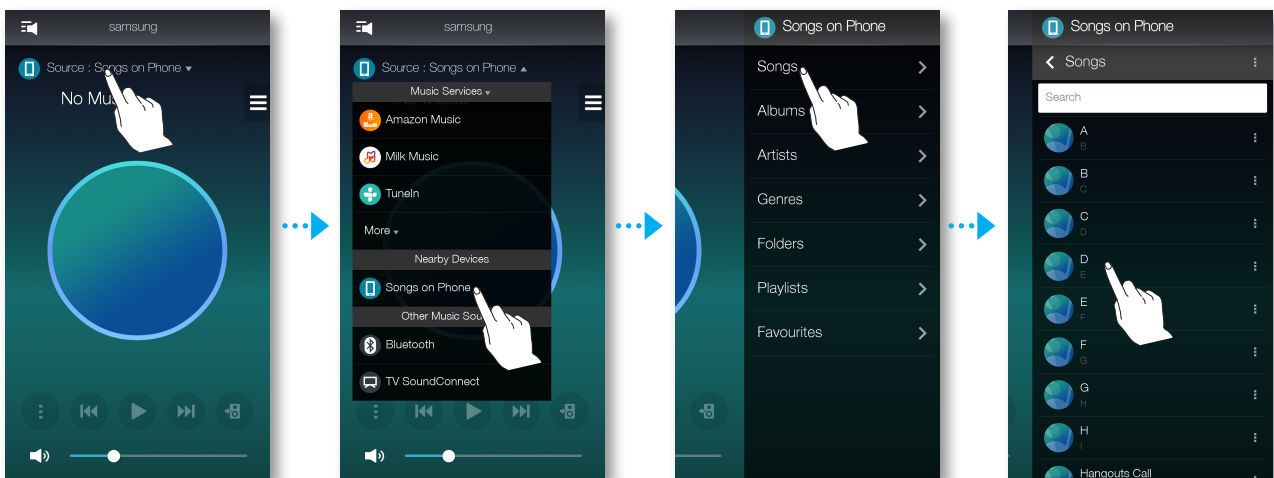 samsung
Source : Songs on Phone
No Mu
samsung
Source : Songs on Phone
Music Services
Amazon Music
Milk Music
TuneIn
More
Nearby Devices
Songs on Phone
Other Music Sou
Bluetooth
TV SoundConnect
Songs on Phone
Songs
Albums
Artists
Genres
Folders
Playlists
Favourites
Songs on Phone
Songs
Search
A
B
B
C
C
D
D
E
E
F
F
G
G
H
H
I
Hangouts Call